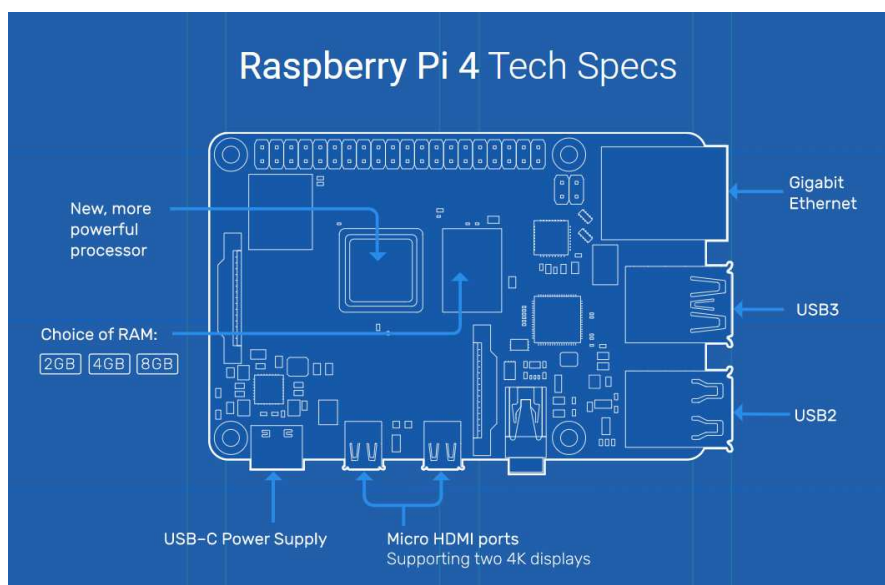 Raspberry Pi 4 Tech Specs
New, more
powerful
processor
Choice of RAM:
2GB 4GB 8GB
Gigabit
Ethernet
USB3
USB2
USB-C Power Supply
Micro HDMI ports
Supporting two 4K displays